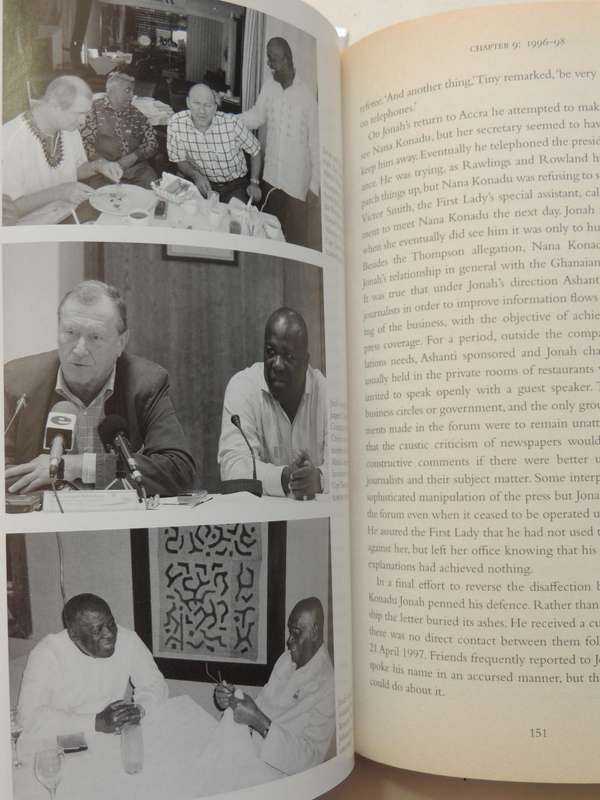 CHAPTER 9: 1996–98
refetor. 'And another thing,' Tiny remarked, 'be very
on telephones.'
On Jonah's return to Accra he attempted to mak
see Nana Konadu, but her secretary seemed to hav
keep him away. Eventually he telephoned the presid
ance. He was trying, as Rawlings and Rowland h
patch things up, but Nana Konadu was refusing to s
Victor Smith, the First Lady's special assistant, cal
ment to meet Nana Konadu the next day. Jonah
when she eventually did see him it was only to hu
Besides the Thompson allegation, Nana Konad
Jonah's relationship in general with the Ghanaian
It was true that under Jonah's direction Ashanti
journalists in order to improve information flows
ing of the business, with the objective of achie
press coverage. For a period, outside the compa
lations needs, Ashanti sponsored and Jonah cha
usually held in the private rooms of restaurants w
invited to speak openly with a guest speaker. T
business circles or government, and the only grou
ments made in the forum were to remain unatt
that the caustic criticism of newspapers would
constructive comments if there were better u
journalists and their subject matter. Some interp
sophisticated manipulation of the press but Jona
the forum even when it ceased to be operated u
He assured the First Lady that he had not used t
against her, but left her office knowing that his
explanations had achieved nothing.
In a final effort to reverse the disaffection b
Konadu Jonah penned his defence. Rather than
ship the letter buried its ashes. He received a cu
there was no direct contact between them foll
21 April 1997. Friends frequently reported to Jo
spoke his name in an accursed manner, but the
could do about it.
151